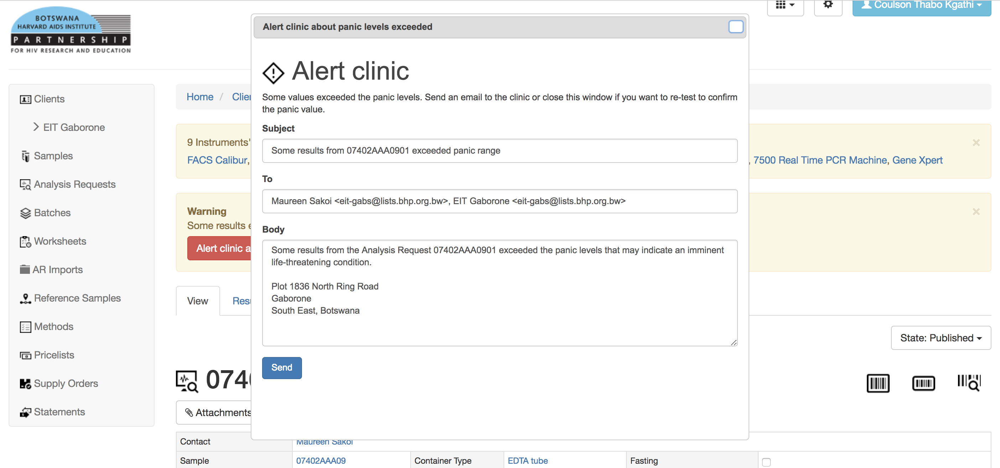 BOTSWANA
HARVARD AIDS INSTITUTE
PARTNERSHIP
FOR HIV RESEARCH AND EDUCATION
Coulson Thabo Kgathi
Clients
EIT Gaborone
Samples
Analysis Requests
Batches
Worksheets
AR Imports
Reference Samples
Methods
Pricelists
Supply Orders
Statements
Home /
9 Instruments'
FACS Calibur,
, 7500 Real Time PCR Machine, Gene Xpert
×
Warning
Some results
Alert clinic
×
Alert clinic about panic levels exceeded
Alert clinic
Some values exceeded the panic levels. Send an email to the clinic or close this window if you want to re-test to confirm
the panic value.
Subject
Some results from 07402AAA0901 exceeded panic range
To
Maureen Sakoi <eit-gabs@lists.bhp.org.bw>, EIT Gaborone <eit-gabs@lists.bhp.org.bw>
Body
Some results from the Analysis Request 07402AAA0901 exceeded the panic levels that may indicate an imminent
life-threatening condition.
Plot 1836 North Ring Road
Gaborone
South East, Botswana
Send
View
State: Published
Attachments
Contact Maureen Sakoi
Sample 07402AAA09 Container Type EDTA tube Fasting